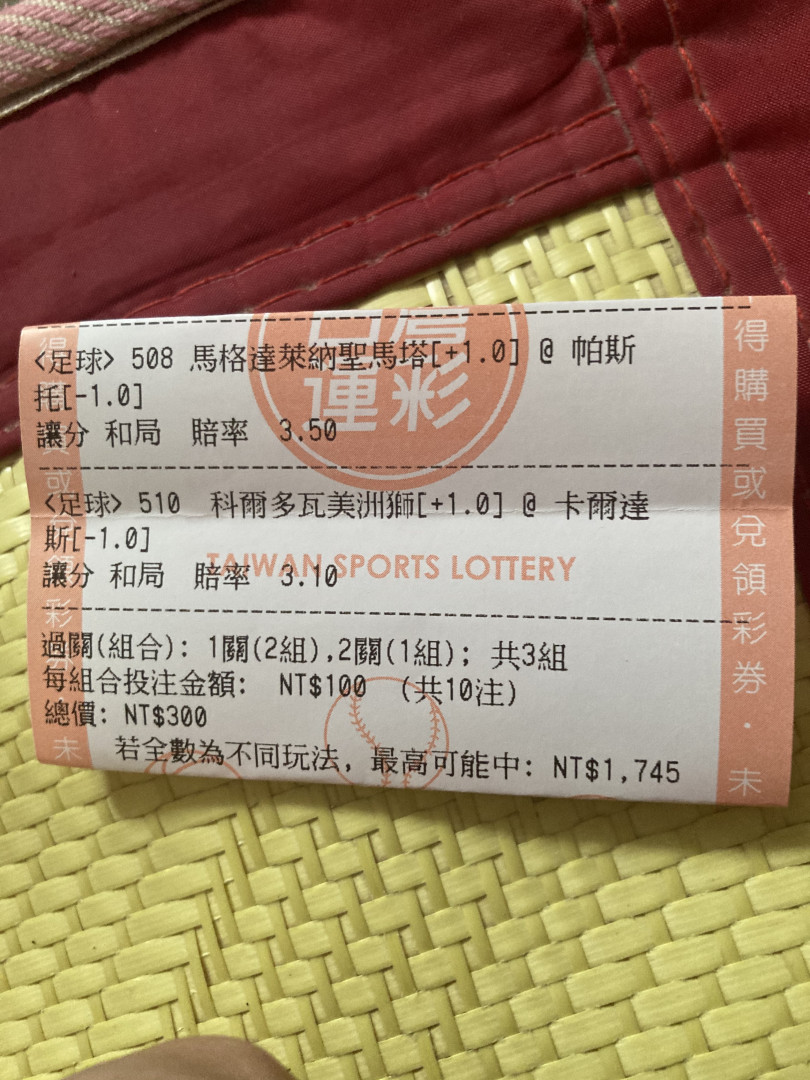 台灣
運彩
<足球> 508 馬格達萊納聖馬塔[+1.0] @ 帕斯
托[-1.0]
讓分 和局 賠率 3.50
<足球> 510 科爾多瓦美洲獅[+1.0] @ 卡爾達
斯[-1.0]
讓分 和局 賠率 3.10
TAIWAN SPORTS LOTTERY
過關(組合): 1關(2組),2關(1組); 共3組
每組合投注金額: NT$100 (共10注)
總價: NT$300
若全數為不同玩法, 最高可能中: NT$1,745
得購買或兌領彩券・未